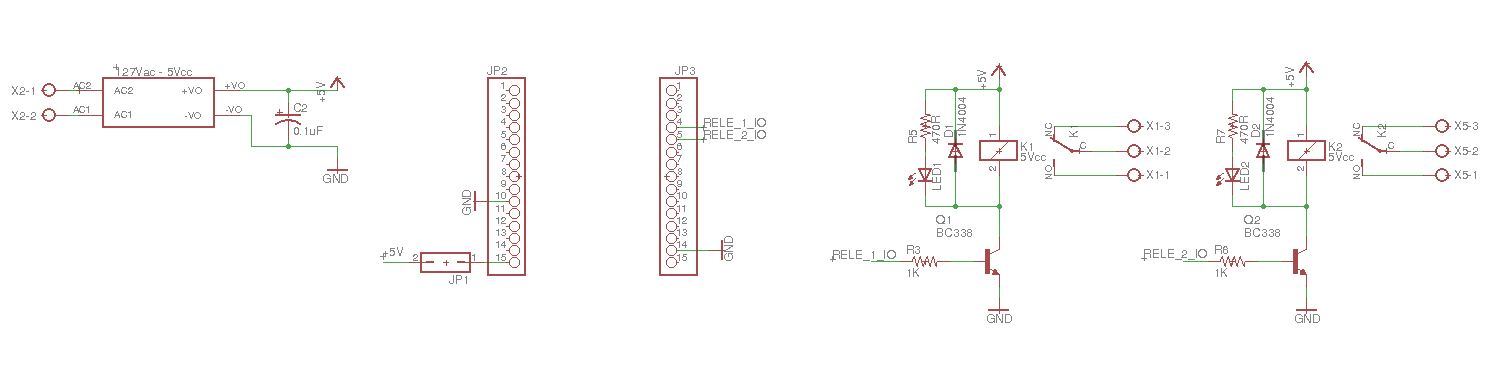 127Vac - 5Vcc
X2-1
X2-2
AC2
AC1
AC2
AC1
+VO
-VO
+VO
-VO
C2
0.1uF
+5V
GND
JP2
1
2
3
4
5
6
7
8
9
10
11
12
13
14
15
GND
+5V
2
1
JP1
JP3
1
2
3
4
5
6
7
8
9
10
11
12
13
14
15
RELE_1_IO
RELE_2_IO
GND
+5V
R5
470R
D1
1N4004
LED1
1
2
K1
5Vcc
NC
K
C
NO
X1-3
X1-2
X1-1
Q1
BC338
RELE_1_IO
R3
1K
GND
+5V
R7
470R
D2
1N4004
LED2
1
2
K2
5Vcc
NC
K2
C
NO
X5-3
X5-2
X5-1
Q2
BC338
RELE_2_IO
R6
1K
GND